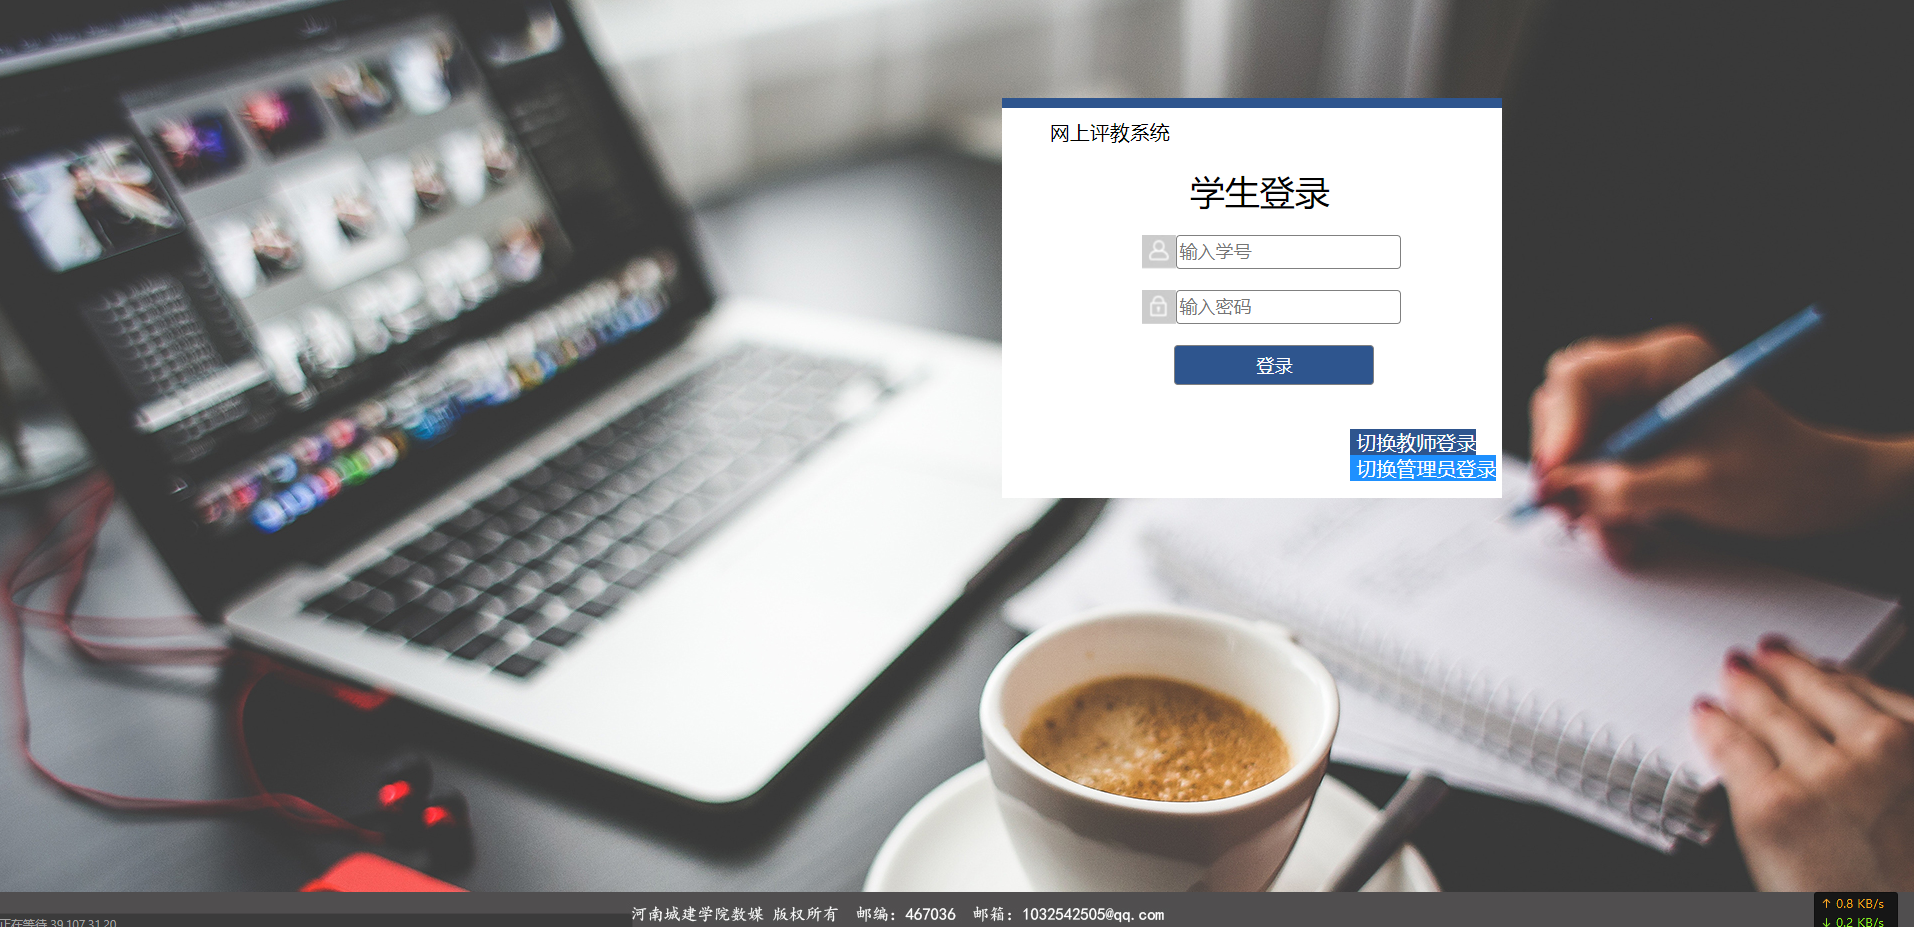 网上评教系统
学生登录
输入学号
输入密码
登录
切换教师登录
切换管理员登录
河南城建学院数媒 版权所有 邮编：467036 邮箱：1032542505@qq.com
正在等待 39.107.31.20
↑ 0.8 KB/s
↓ 0.2 KB/s